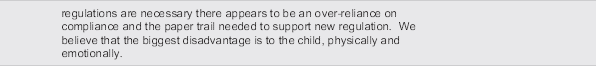 regulations are necessary there appears to be an over-reliance on
compliance and the paper trail needed to support new regulation.  We
believe that the biggest disadvantage is to the child, physically and
emotionally.